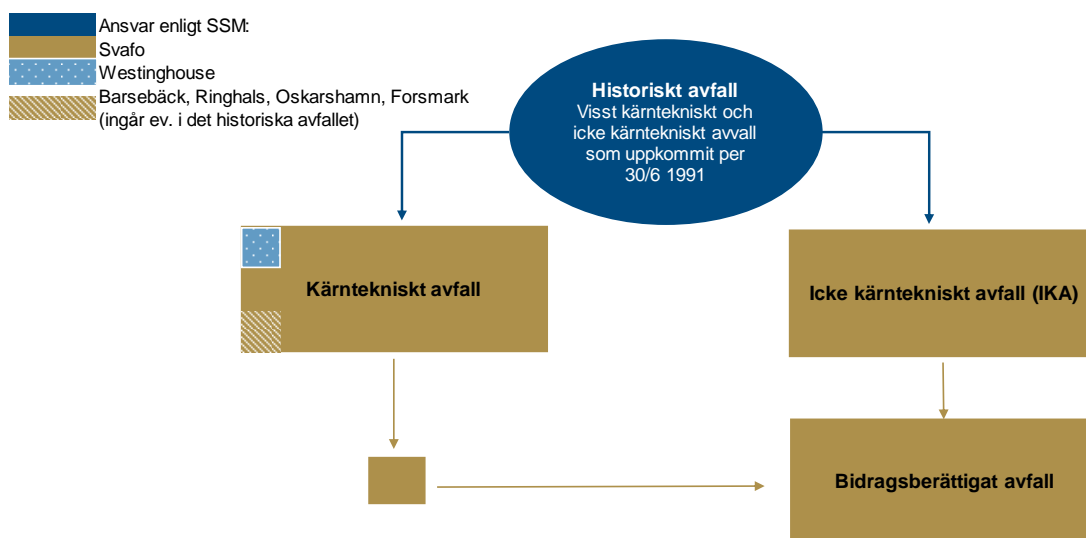 Ansvar enligt SSM:
Svafo
Westinghouse
Barsebäck, Ringhals, Oskarshamn, Forsmark
(ingår ev. i det historiska avfallet)
Historiskt avfall
Visst kärntekniskt och
icke kärntekniskt avvall
som uppkommit per
30/6 1991
Kärntekniskt avfall
Icke kärntekniskt avfall (IKA)
Bidragsberättigat avfall